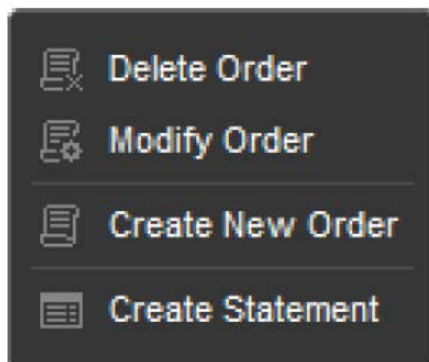 Delete Order
Modify Order
Create New Order
Create Statement